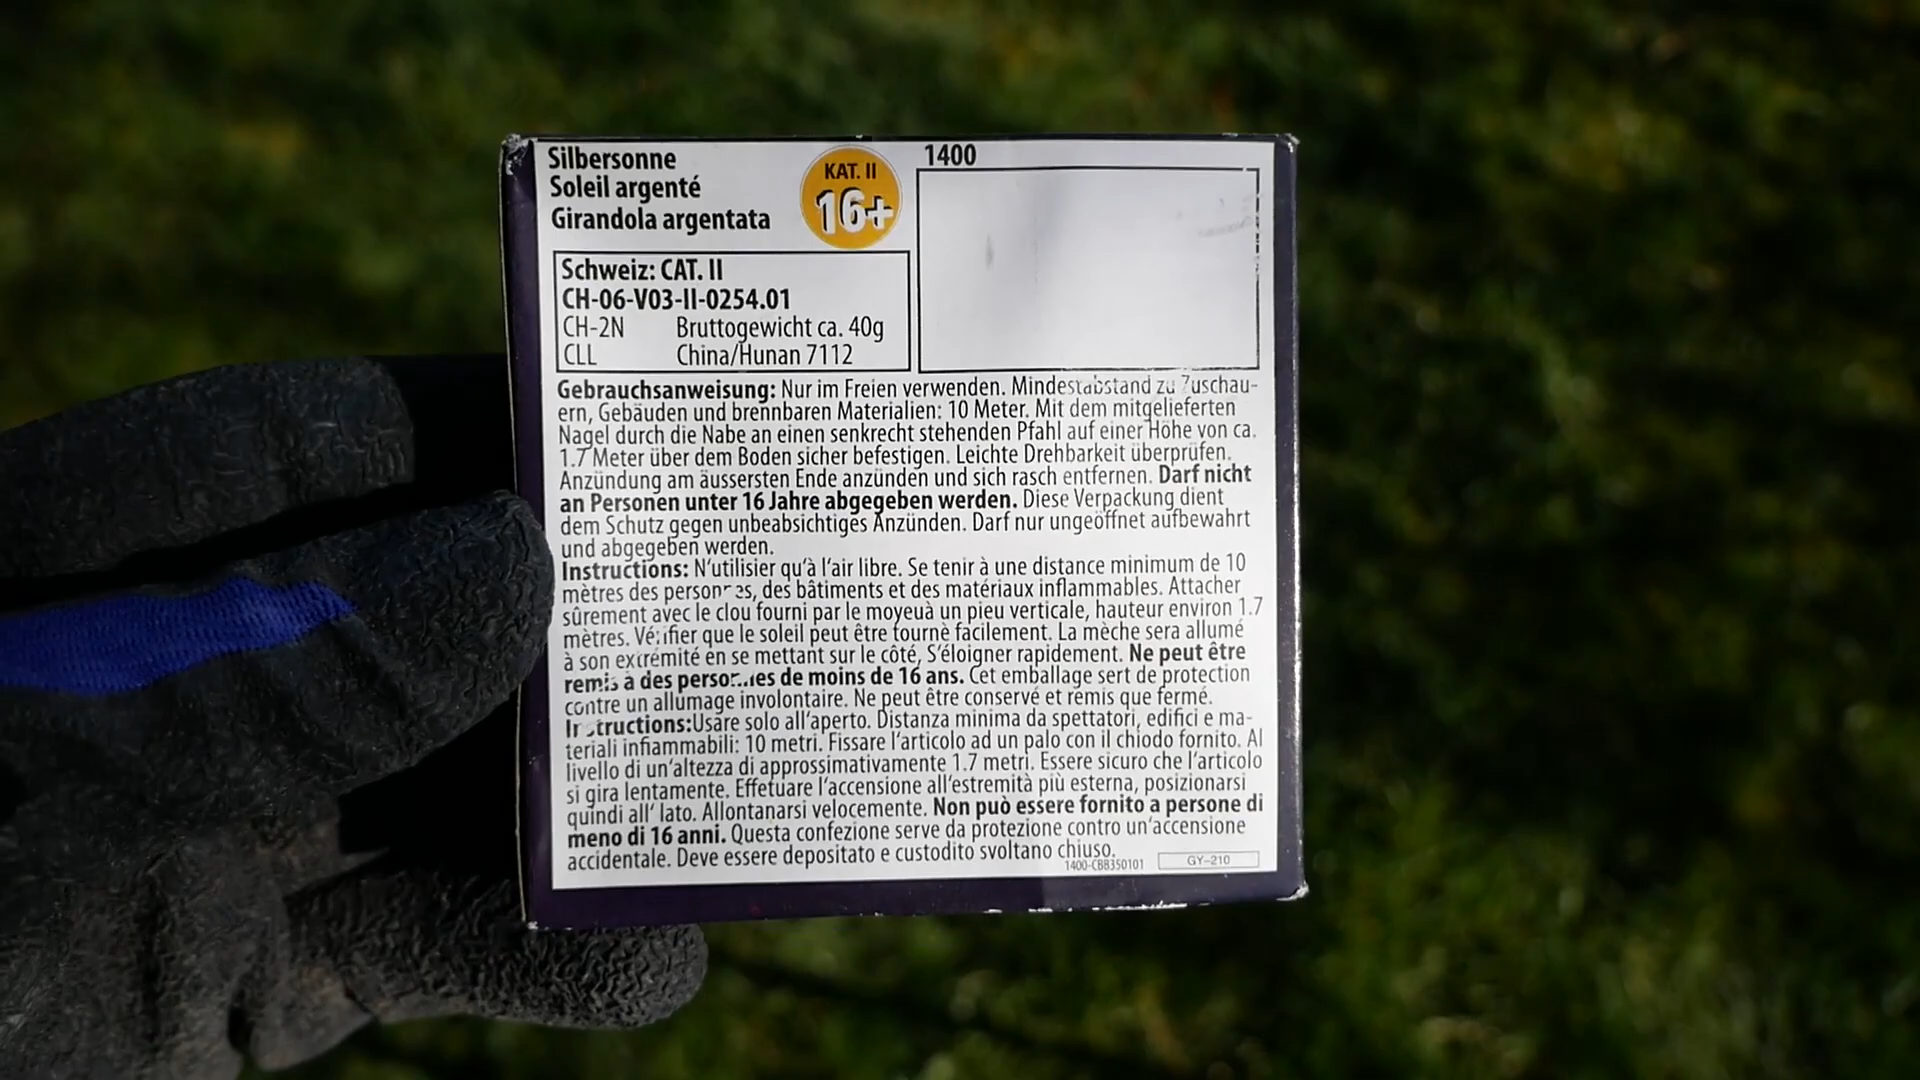 Silbersonne
Soleil argenté
Girandola argentata
KAT. II
16+
1400
Schweiz: CAT. II
CH-06-V03-II-0254.01
CH-2N Bruttogewicht ca. 40g
CLL China/Hunan 7112
Gebrauchsanweisung: Nur im Freien verwenden. Mindestabstand zu Zuschau-
ern, Gebäuden und brennbaren Materialien: 10 Meter. Mit dem mitgelieferten
Nagel durch die Nabe an einen senkrecht stehenden Pfahl auf einer Höhe von ca.
1.7 Meter über dem Boden sicher befestigen. Leichte Drehbarkeit überprüfen.
Anzündung am äussersten Ende anzünden und sich rasch entfernen. Darf nicht
an Personen unter 16 Jahre abgegeben werden. Diese Verpackung dient
dem Schutz gegen unbeabsichtiges Anzünden. Darf nur ungeöffnet aufbewahrt
und abgegeben werden.
Instructions: N'utilisier qu'à l'air libre. Se tenir à une distance minimum de 10
mètres des personnes, des bâtiments et des matériaux inflammables. Attacher
sûrement avec le clou fourni par le moyeuà un pieu verticale, hauteur environ 1.7
mètres. Vérifier que le soleil peut être tournè facilement. La mèche sera allumé
à son extrémité en se mettant sur le côté, S'éloigner rapidement. Ne peut être
remis à des personnes de moins de 16 ans. Cet emballage sert de protection
contre un allumage involontaire. Ne peut être conservé et remis que fermé.
Instructions:Usare solo all'aperto. Distanza minima da spettatori, edifici e ma-
teriali infiammabili: 10 metri. Fissare l'articolo ad un palo con il chiodo fornito. Al
livello di un'altezza di approssimativamente 1.7 metri. Essere sicuro che l'articolo
si gira lentamente. Effetuare l'accensione all'estremità più esterna, posizionarsi
quindi all' lato. Allontanarsi velocemente. Non può essere fornito a persone di
meno di 16 anni. Questa confezione serve da protezione contro un'accensione
accidentale. Deve essere depositato e custodito svoltano chiuso.
1400-CBB350101 GY-210